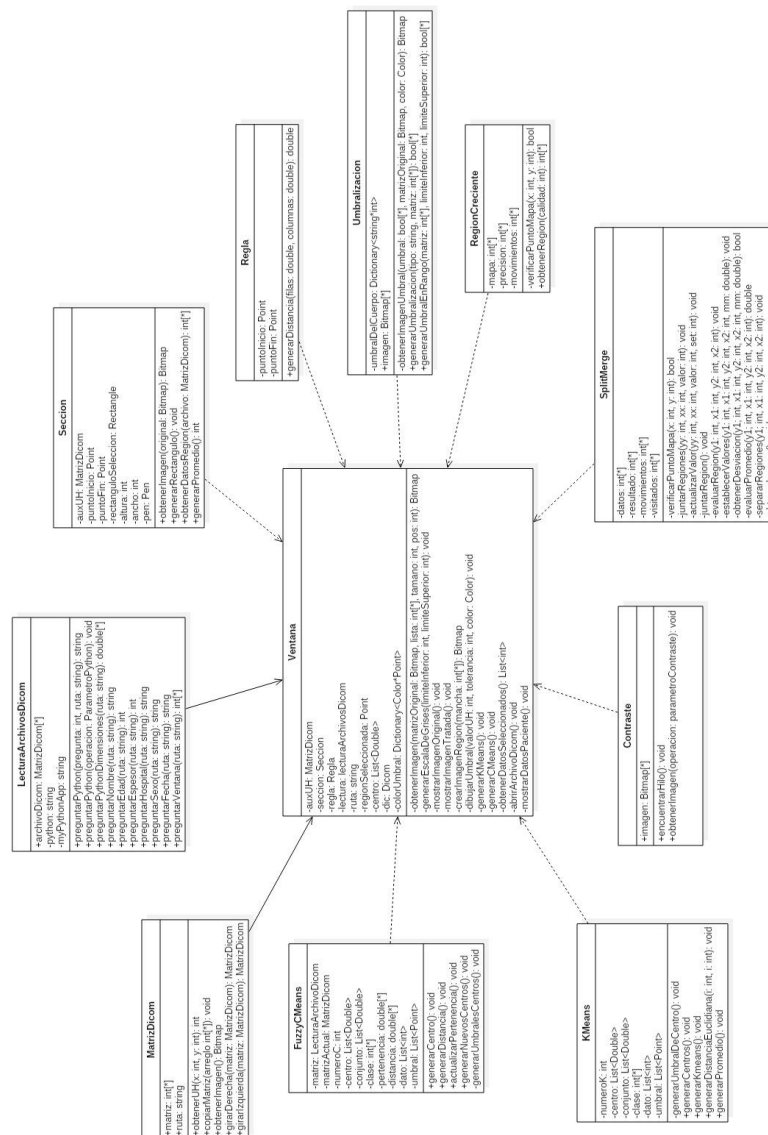 MatrizDicom
+matriz: int[*]
+ruta: string
+obtenerUH(x: int, y: int): int
+copiarMatriz(arreglo int[*]): void
+obtenerImagen(): Bitmap
+girarDerecha(matriz: MatrizDicom): MatrizDicom
+girarIzquierda(matriz: MatrizDicom): MatrizDicom
LecturaArchivosDicom
+archivoDicom: MatrizDicom[*]
-python: string
-myPythonApp: string
+preguntarPython(pregunta: int, ruta: string): string
+preguntarPython(operacion: ParametroPython): void
+preguntarPythonDimensiones(ruta: string): double[*]
+preguntarNombre(ruta: string): string
+preguntarEdad(ruta: string): int
+preguntarEspesor(ruta: string): int
+preguntarHospital(ruta: string): string
+preguntarSexo(ruta: string): string
+preguntarFecha(ruta: string): string
+preguntarVentana(ruta: string): int[*]
Seccion
-auxUH: MatrizDicom
-puntoInicio: Point
-puntoFin: Point
-rectanguloSeleccion: Rectangle
-altura: int
-ancho: int
-pen: Pen
+obtenerImagen(original: Bitmap): Bitmap
+generarRectangulo(): void
+obtenerDatosRegion(archivo: MatrizDicom): int[*]
+generarPromedio(): int
Regla
-puntoInicio: Point
-puntoFin: Point
+generarDistancia(filas: double, columnas: double): double
FuzzyCMeans
-matriz: LecturaArchivoDicom
-matrizActual: MatrizDicom
-numeroC: int
-centro: List<Double>
-conjunto: List<Double>
-clase: int[*]
-pertenencia: double[*]
-distancia: double[*]
-dato: List<int>
-umbral: List<Point>
+generarCentro(): void
+generarDistancia(): void
+actualizarPertenencia(): void
+generarNuevosCentros(): void
-generarUmbralesCentros(): void
Ventana
-auxUH: MatrizDicom
-seccion: Seccion
-regla: Regla
-lectura: lecturaArchivosDicom
-ruta: string
-regionSeleccionada: Point
-centro: List<Double>
-dic: Dicom
-colorUmbral: Dictionary<Color*Point>
-obtenerImagen(matrizOriginal: Bitmap, lista: int[*], tamano: int, pos: int): Bitmap
-generarEscalaDeGrises(limiteInferior: int, limiteSuperior: int): void
-mostrarImagenOriginal(): void
-mostrarImagenTratada(): void
-crearImagenRegion(mancha: int[*]): Bitmap
-dibujarUmbral(valorUH: int, tolerancia: int, color: Color): void
-generarKMeans(): void
-generarCMeans(): void
-obtenerDatosSeleccionados(): List<int>
-abrirArchivoDicom(): void
-mostrarDatosPaciente(): void
Umbralizacion
-umbralDelCuerpo: Dictionary<string*int>
+imagen: Bitmap[*]
-obtenerImagenUmbral(umbral: bool[*], matrizOriginal: Bitmap, color: Color): Bitmap
+generarUmbralizacion(tipo: string, matriz: int[*]): bool[*]
+generarUmbralEnRango(matriz: int[*], limiteInferior: int, limiteSuperior: int): bool[*]
RegionCreciente
-mapa: int[*]
-precision: int[*]
-movimientos: int[*]
-verificarPuntoMapa(x: int, y: int): bool
+obtenerRegion(calidad: int): int[*]
KMeans
-numeroK: int
-centro: List<Double>
-conjunto: List<Double>
-clase: int[*]
-dato: List<int>
-umbral: List<Point>
-generarUmbralDeCentro(): void
+generarCentros(): void
+generarKmeans(): void
+generarDistanciaEuclidiana(i: int, i: int): void
+generarPromedio(): void
Contraste
+imagen: Bitmap[*]
+encuentraHilo(): void
+obtenerImagen(operacion: parametroContraste): void
SplitMerge
-datos: int[*]
-resultado: int[*]
-movimientos: int[*]
-visitados: int[*]
-verificarPuntoMapa(x: int, y: int): bool
-juntarRegiones(yy: int, xx: int, valor: int): void
-actualizarValor(yy: int, xx: int, valor: int, set: int): void
-juntarRegion(): void
-evaluarRegion(y1: int, x1: int, y2: int, x2: int): void
-establecerValores(y1: int, x1: int, y2: int, x2: int, mm: double): void
-obtenerDesviacion(y1; int, x1: int, y2: int, x2: int, mm: double): bool
-evaluarPromedio(y1; int, x1: int, y2: int, x2: int): double
-separarRegiones(y1; int, x1: int, y2: int, x2: int): void